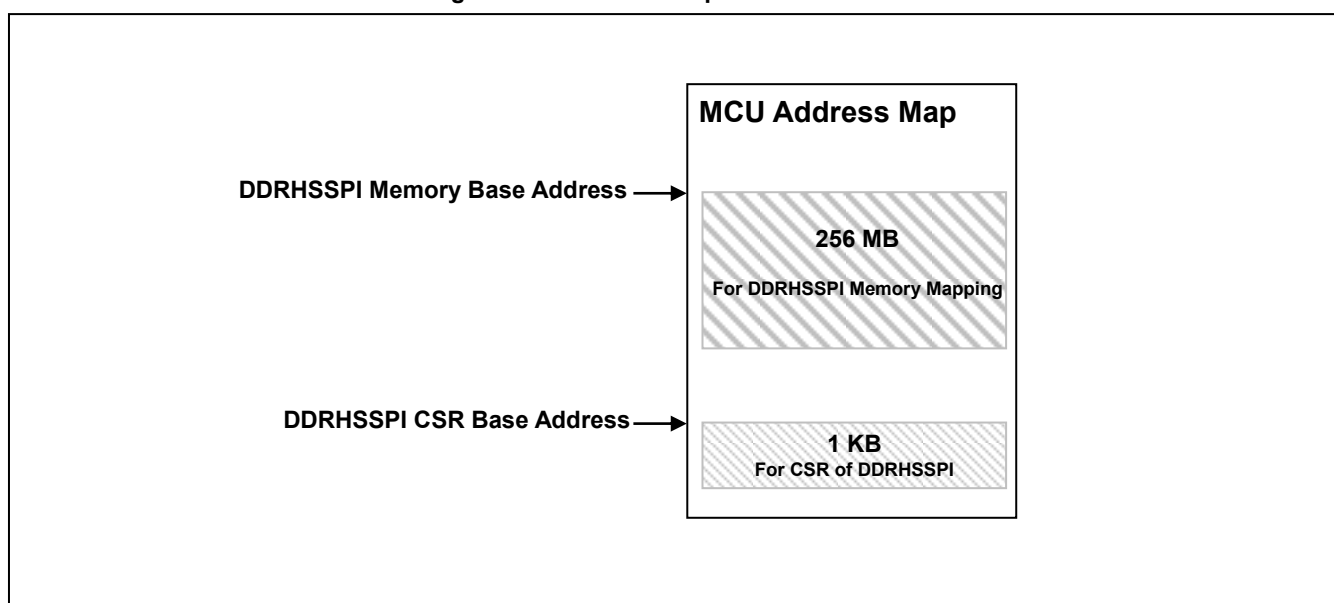 MCU Address Map
DDRHSSPI Memory Base Address
256 MB
For DDRHSSPI Memory Mapping
DDRHSSPI CSR Base Address
1 KB
For CSR of DDRHSSPI